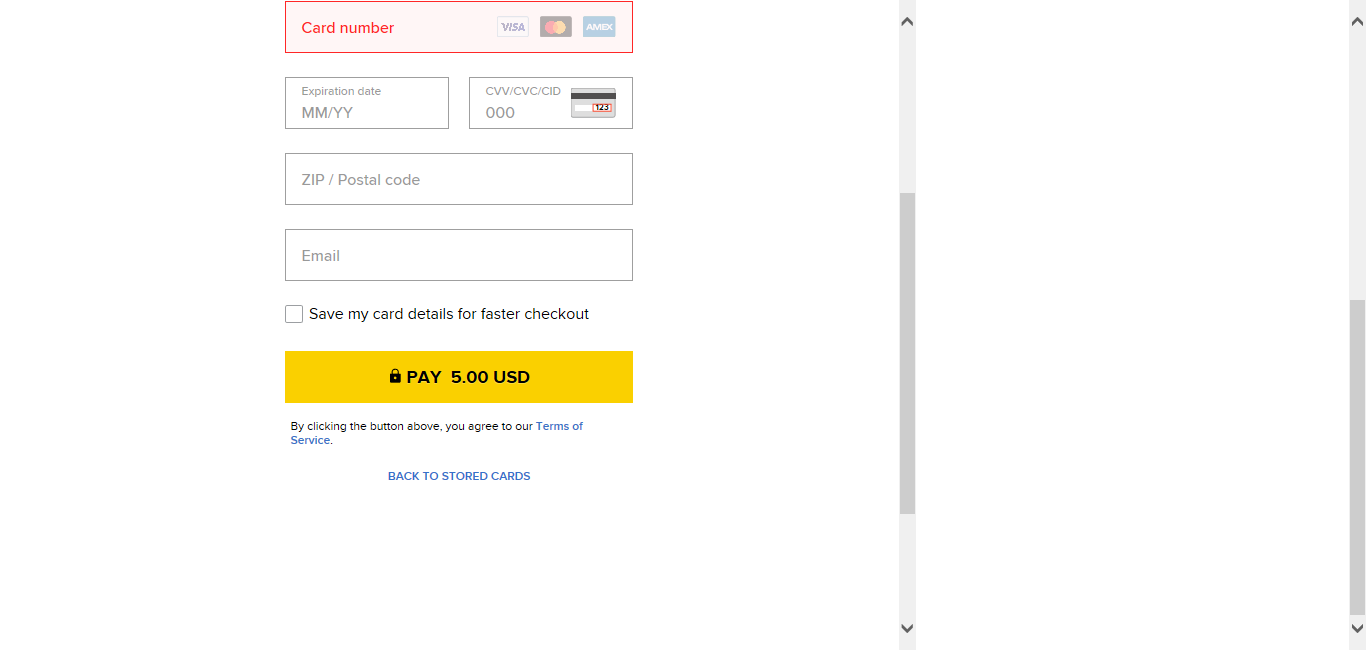 Card number VISA AMEX
Expiration date CVV/CVC/CID
MM/YY 000 123
ZIP / Postal code
Email
Save my card details for faster checkout
PAY 5.00 USD
By clicking the button above, you agree to our Terms of
Service.
BACK TO STORED CARDS